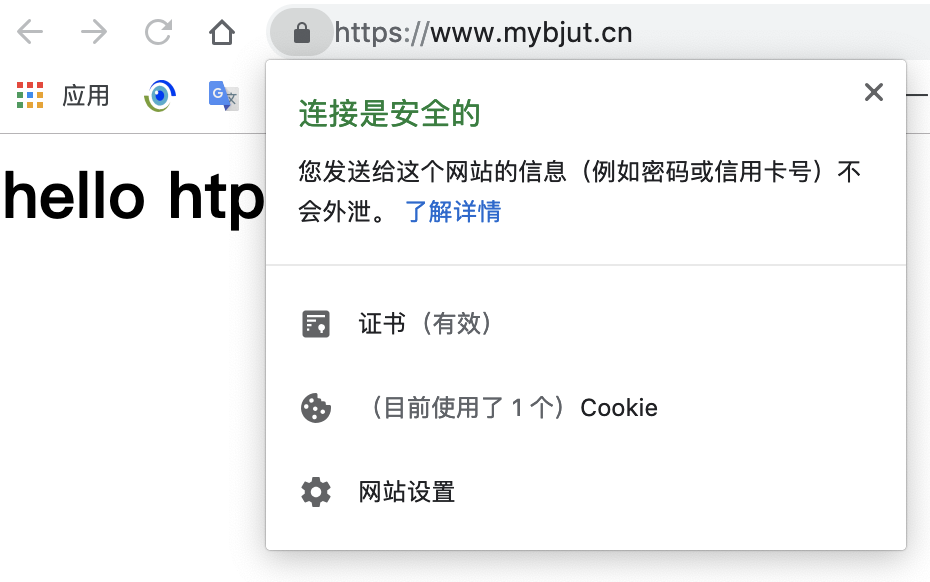 https://www.mybjut.cn
应用
连接是安全的
您发送给这个网站的信息（例如密码或信用卡号）不
会外泄。 了解详情
hello htp
证书（有效）
（目前使用了 1 个） Cookie
网站设置